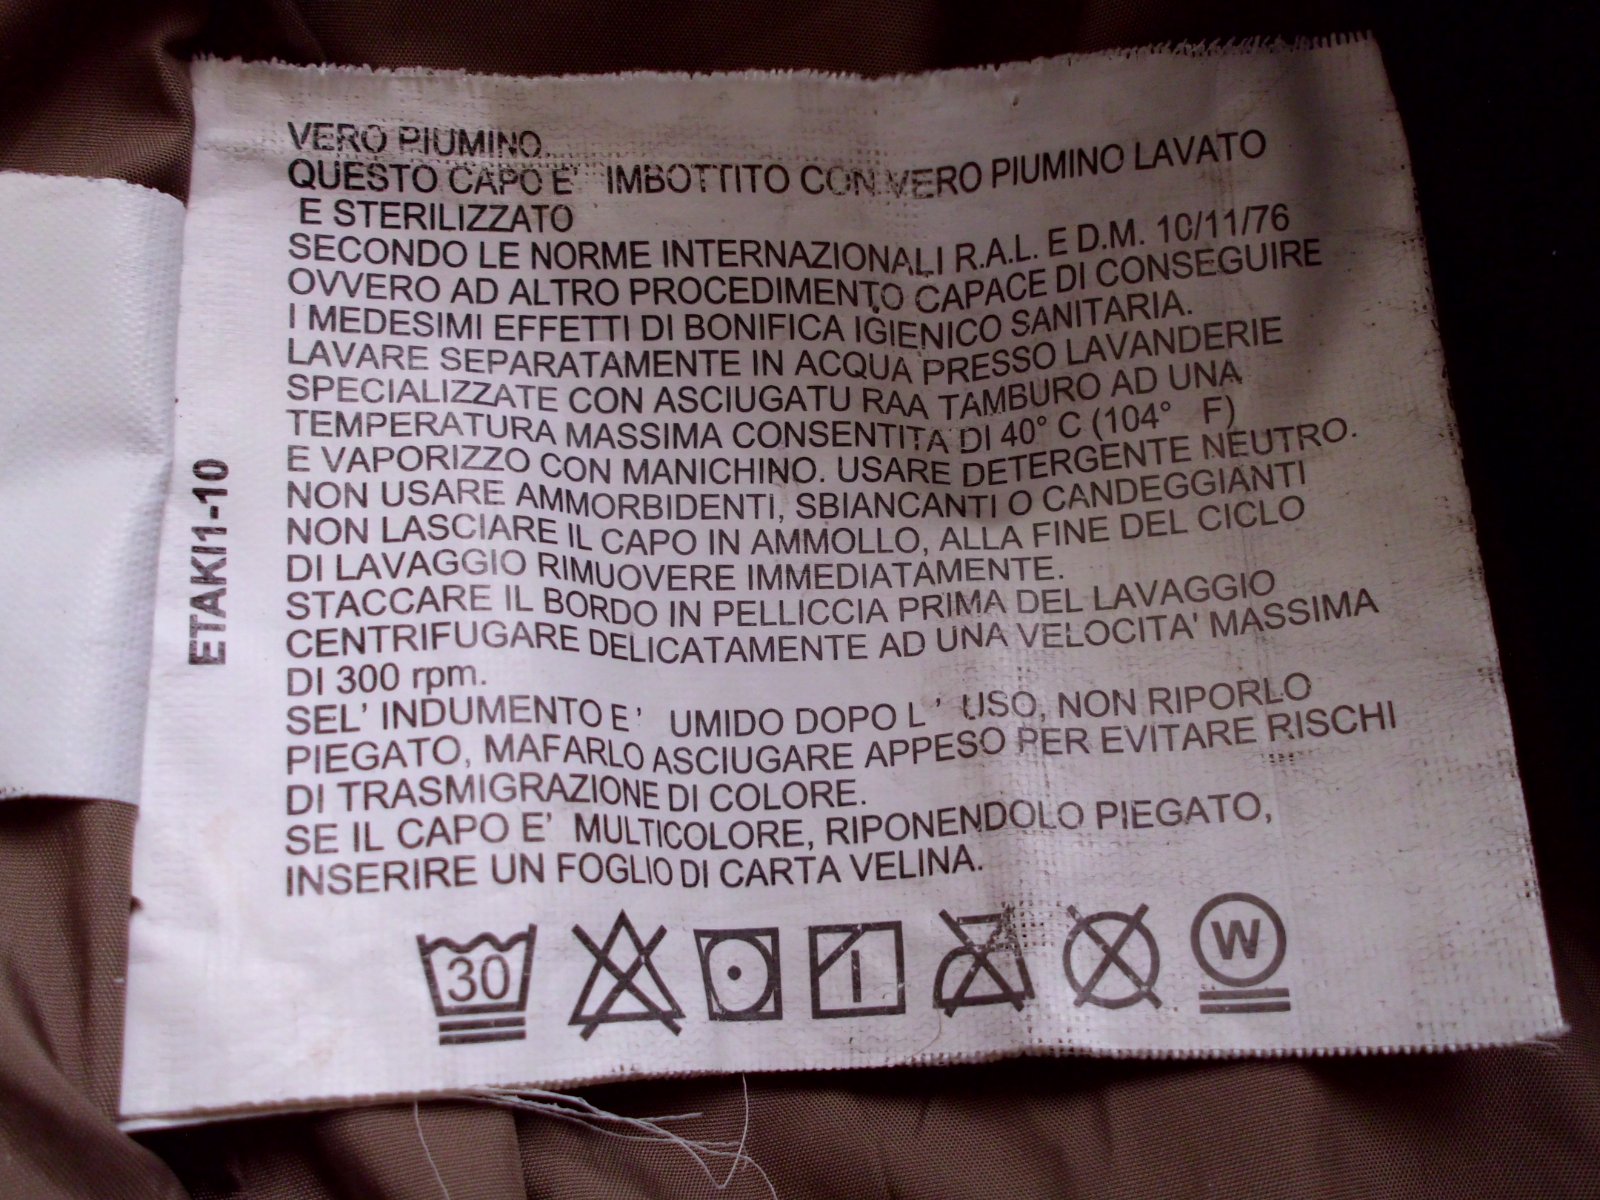 VERO PIUMINO.
QUESTO CAPO E' IMBOTTITO CON VERO PIUMINO LAVATO
E STERILIZZATO
SECONDO LE NORME INTERNAZIONALI R.A.L. E D.M. 10/11/76
OVVERO AD ALTRO PROCEDIMENTO CAPACE DI CONSEGUIRE
I MEDESIMI EFFETTI DI BONIFICA IGIENICO SANITARIA.
LAVARE SEPARATAMENTE IN ACQUA PRESSO LAVANDERIE
SPECIALIZZATE CON ASCIUGATU RAA TAMBURO AD UNA
TEMPERATURA MASSIMA CONSENTITA DI 40° C (104° F)
E VAPORIZZO CON MANICHINO. USARE DETERGENTE NEUTRO.
NON USARE AMMORBIDENTI, SBIANCANTI O CANDEGGIANTI
NON LASCIARE IL CAPO IN AMMOLLO, ALLA FINE DEL CICLO
DI LAVAGGIO RIMUOVERE IMMEDIATAMENTE.
STACCARE IL BORDO IN PELLICCIA PRIMA DEL LAVAGGIO
CENTRIFUGARE DELICATAMENTE AD UNA VELOCITA' MASSIMA
DI 300 rpm.
SEL' INDUMENTO E' UMIDO DOPO L' USO, NON RIPORLO
PIEGATO, MAFARLO ASCIUGARE APPESO PER EVITARE RISCHI
DI TRASMIGRAZIONE DI COLORE.
SE IL CAPO E' MULTICOLORE, RIPONENDOLO PIEGATO,
INSERIRE UN FOGLIO DI CARTA VELINA.
30
W
ETAKI1-10